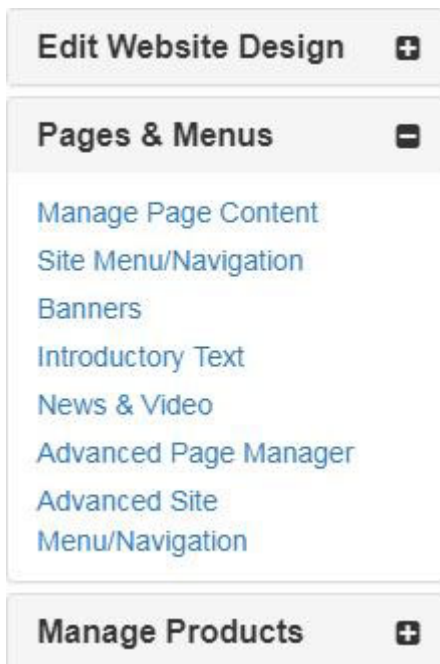 Edit Website Design
Pages & Menus
Manage Page Content
Site Menu/Navigation
Banners
Introductory Text
News & Video
Advanced Page Manager
Advanced Site
Menu/Navigation
Manage Products